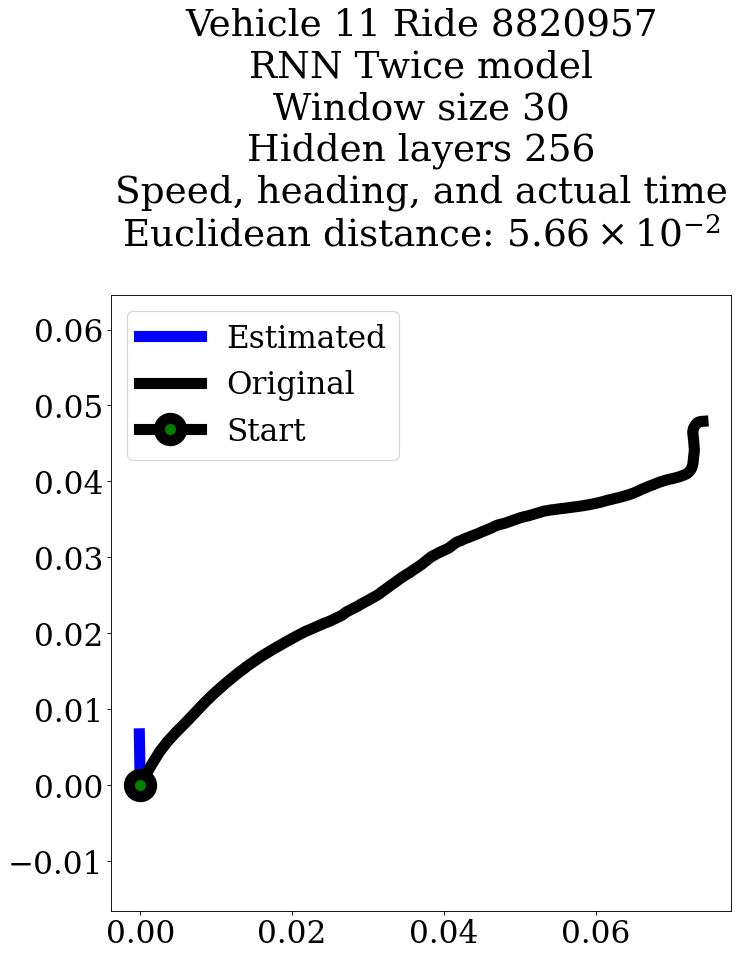 Vehicle 11 Ride 8820957
RNN Twice model
Window size 30
Hidden layers 256
Speed, heading, and actual time
Euclidean distance: 5.66 × 10⁻²
Estimated
Original
Start
0.06
0.05
0.04
0.03
0.02
0.01
0.00
−0.01
0.00 0.02 0.04 0.06